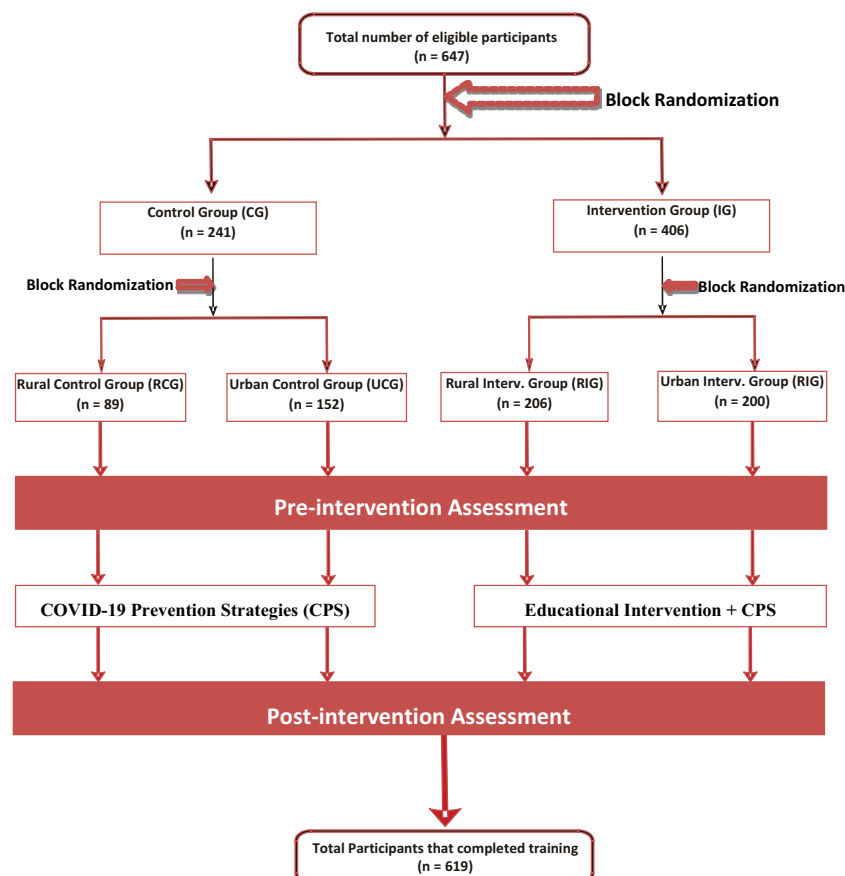 Total number of eligible participants
(n = 647)
Block Randomization
Control Group (CG)
(n = 241)
Intervention Group (IG)
(n = 406)
Block Randomization
Block Randomization
Rural Control Group (RCG)
(n = 89)
Urban Control Group (UCG)
(n = 152)
Rural Interv. Group (RIG)
(n = 206)
Urban Interv. Group (RIG)
(n = 200)
Pre-intervention Assessment
COVID-19 Prevention Strategies (CPS)
Educational Intervention + CPS
Post-intervention Assessment
Total Participants that completed training
(n = 619)